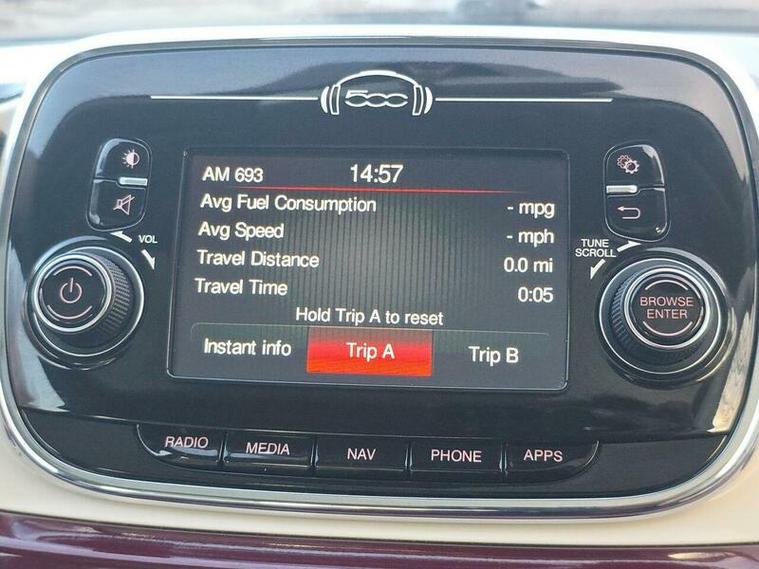 500
AM 693 14:57
Avg Fuel Consumption - mpg
Avg Speed - mph
Travel Distance 0.0 mi
Travel Time 0:05
Hold Trip A to reset
Instant info Trip A Trip B
VOL
TUNE
SCROLL
BROWSE
ENTER
RADIO MEDIA NAV PHONE APPS